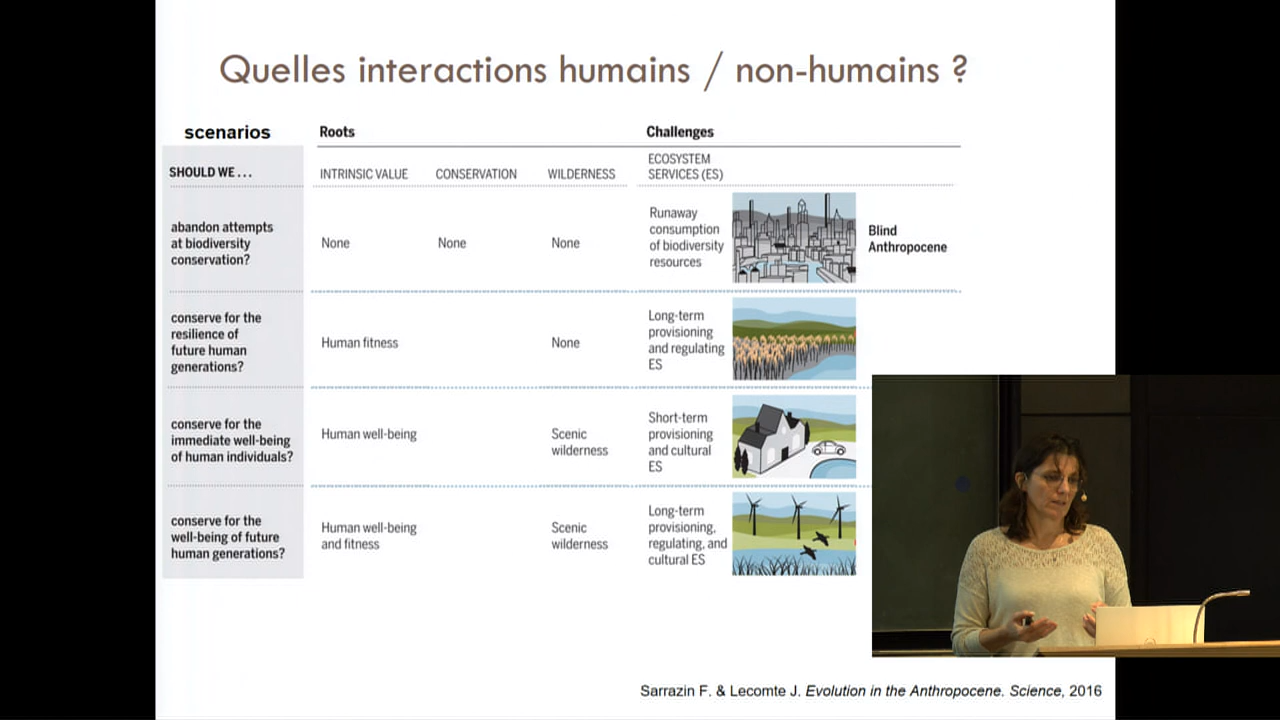 Quelles interactions humains / non-humains ?
scenarios
Roots
Challenges
SHOULD WE . . .
INTRINSIC VALUE
CONSERVATION
WILDERNESS
ECOSYSTEM
SERVICES (ES)
abandon attempts
at biodiversity
conservation?
None
None
None
Runaway
consumption
of biodiversity
resources
Blind
Anthropocene
conserve for the
resilience of
future human
generations?
Human fitness
None
Long-term
provisioning
and regulating
ES
conserve for the
immediate well-being
of human individuals?
Human well-being
Scenic
wilderness
Short-term
provisioning
and cultural
ES
conserve for the
well-being of future
human generations?
Human well-being
and fitness
Scenic
wilderness
Long-term
provisioning,
regulating, and
cultural ES
Sarrazin F. & Lecomte J. Evolution in the Anthropocene. Science, 2016